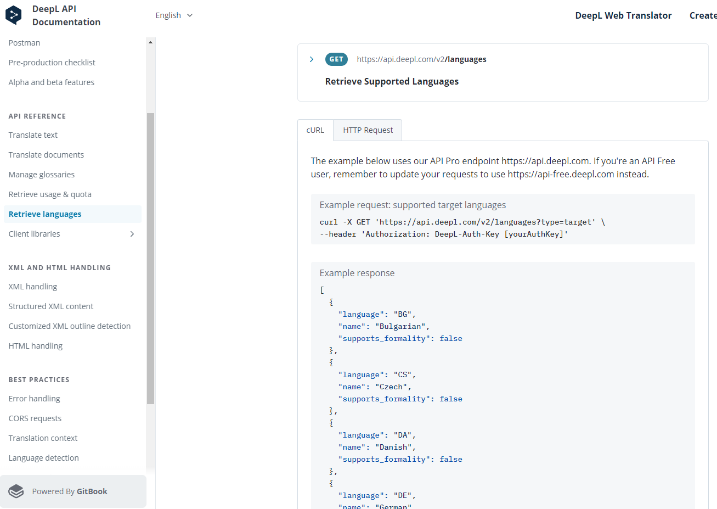 DeepL API
Documentation
English
DeepL Web Translator
Create
Postman
Pre-production checklist
Alpha and beta features
API REFERENCE
Translate text
Translate documents
Manage glossaries
Retrieve usage & quota
Retrieve languages
Client libraries
XML AND HTML HANDLING
XML handling
Structured XML content
Customized XML outline detection
HTML handling
BEST PRACTICES
Error handling
CORS requests
Translation context
Language detection
Powered By GitBook
GET https://api.deepl.com/v2/languages
Retrieve Supported Languages
cURL HTTP Request
The example below uses our API Pro endpoint https://api.deepl.com. If you're an API Free
user, remember to update your requests to use https://api-free.deepl.com instead.
Example request: supported target languages
curl -X GET 'https://api.deepl.com/v2/languages?type=target' \
--header 'Authorization: DeepL-Auth-Key [yourAuthKey]'
Example response
[
{
"language": "BG",
"name": "Bulgarian",
"supports_formality": false
},
{
"language": "CS",
"name": "Czech",
"supports_formality": false
},
{
"language": "DA",
"name": "Danish",
"supports_formality": false
},
{
"language": "DE",
"name": "German",